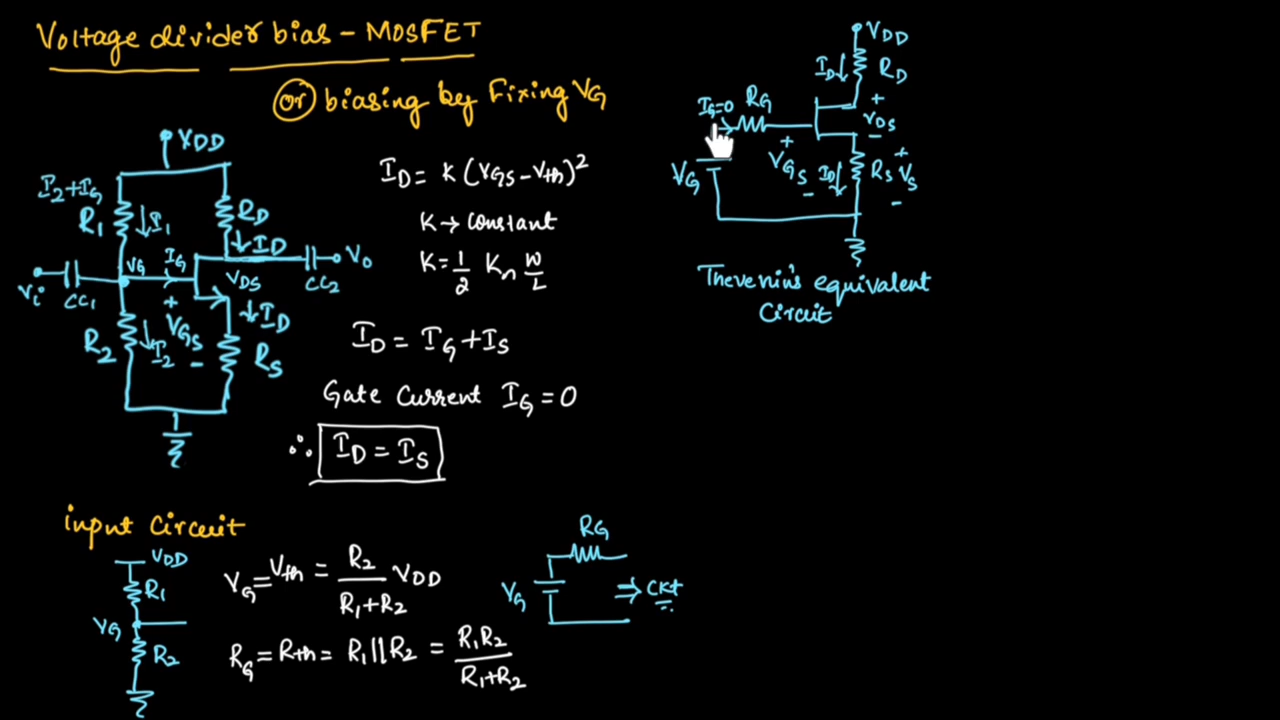 Voltage divider bias - MOSFET
(or) biasing by Fixing VG
VDD
I2+IG
R1
I1
RD
ID
VG
IG
VDS
Vi
CC1
CC2
Vo
+
VGS
-
R2
I2
ID
RS
ID = K (VGS - Vth)²
K → Constant
K = 1/2 Kn W/L
ID = IG + IS
Gate Current IG = 0
∴ ID = IS
VDD
ID↓
RD
IG=0
RG
+
VDS
-
VG
+
VGS
-
ID
RS
+
VS
-
Thevenin's equivalent
Circuit
input Circuit
VDD
R1
VG
R2
VG = Vth = R2/(R1+R2) VDD
RG = Rth = R1||R2 = R1R2/(R1+R2)
RG
VG
⇒ CKt